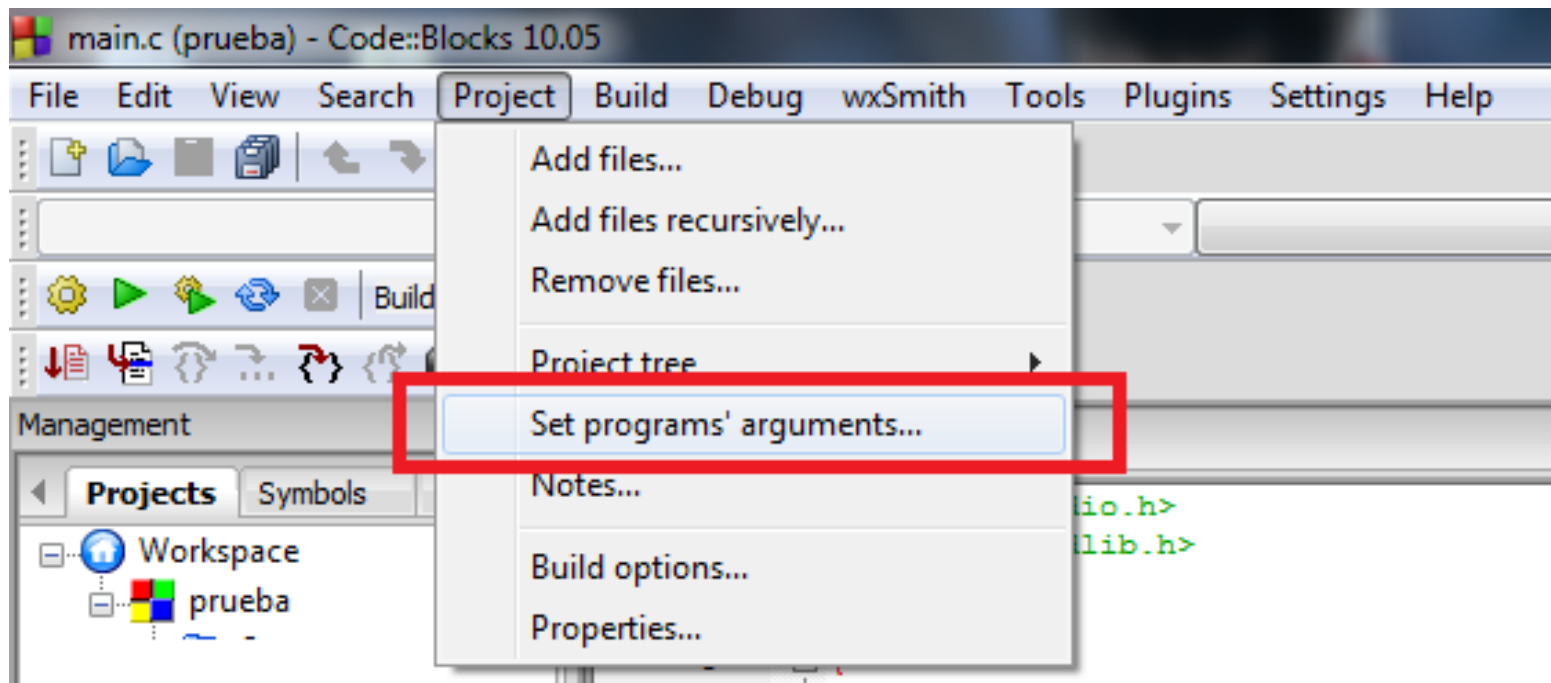 main.c (prueba) - Code::Blocks 10.05
File Edit View Search Project Build Debug wxSmith Tools Plugins Settings Help
Add files...
Add files recursively...
Remove files...
Project tree
Set programs' arguments...
Notes...
Build options...
Properties...
Build
Management
Projects Symbols
Workspace
prueba
io.h>
lib.h>